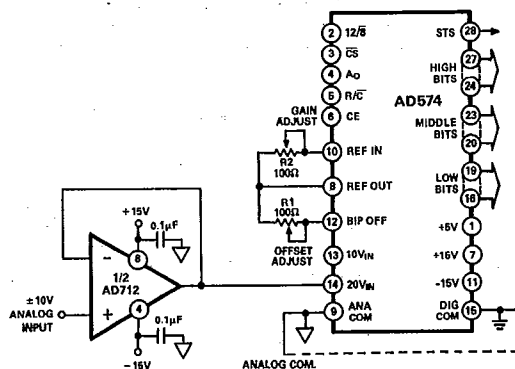 2 12/8̅
3 C̅S̅
4 A₀
5 R/C̅
6 CE
GAIN
ADJUST
R2
100Ω
10 REF IN
8 REF OUT
R1
100Ω
12 BIP OFF
OFFSET
ADJUST
13 10VIN
14 20VIN
9 ANA
COM
ANALOG COM.
AD574
STS 28
27
HIGH
BITS
24
23
MIDDLE
BITS
20
19
LOW
BITS
16
+5V 1
+15V 7
-15V 11
DIG
COM 15
+15V
0.1µF
8
−
1/2
AD712
+
4
0.1µF
−15V
±10V
ANALOG
INPUT